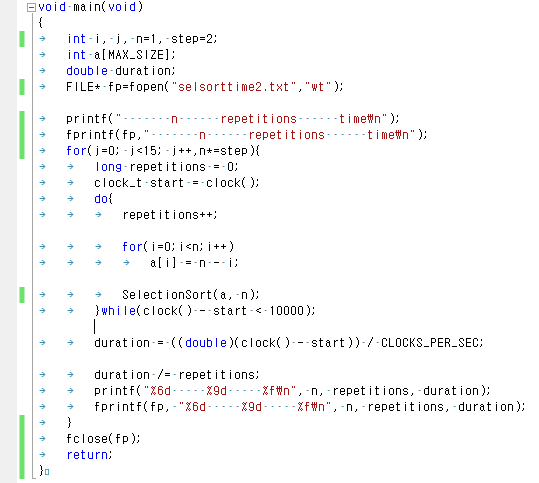 void main(void)
{
    int i, j, n=1, step=2;
    int a[MAX_SIZE];
    double duration;
    FILE* fp=fopen("selsorttime2.txt","wt");

    printf("       n      repetitions      time₩n");
    fprintf(fp,"       n      repetitions      time₩n");
    for(j=0; j<15; j++,n*=step){
        long repetitions = 0;
        clock_t start = clock();
        do{
            repetitions++;

            for(i=0;i<n;i++)
                a[i] = n - i;

            SelectionSort(a, n);
        }while(clock() - start < 10000);

        duration = ((double)(clock() - start)) / CLOCKS_PER_SEC;

        duration /= repetitions;
        printf("%6d     %9d     %f₩n", n, repetitions, duration);
        fprintf(fp, "%6d     %9d     %f₩n", n, repetitions, duration);
    }
    fclose(fp);
    return;
}